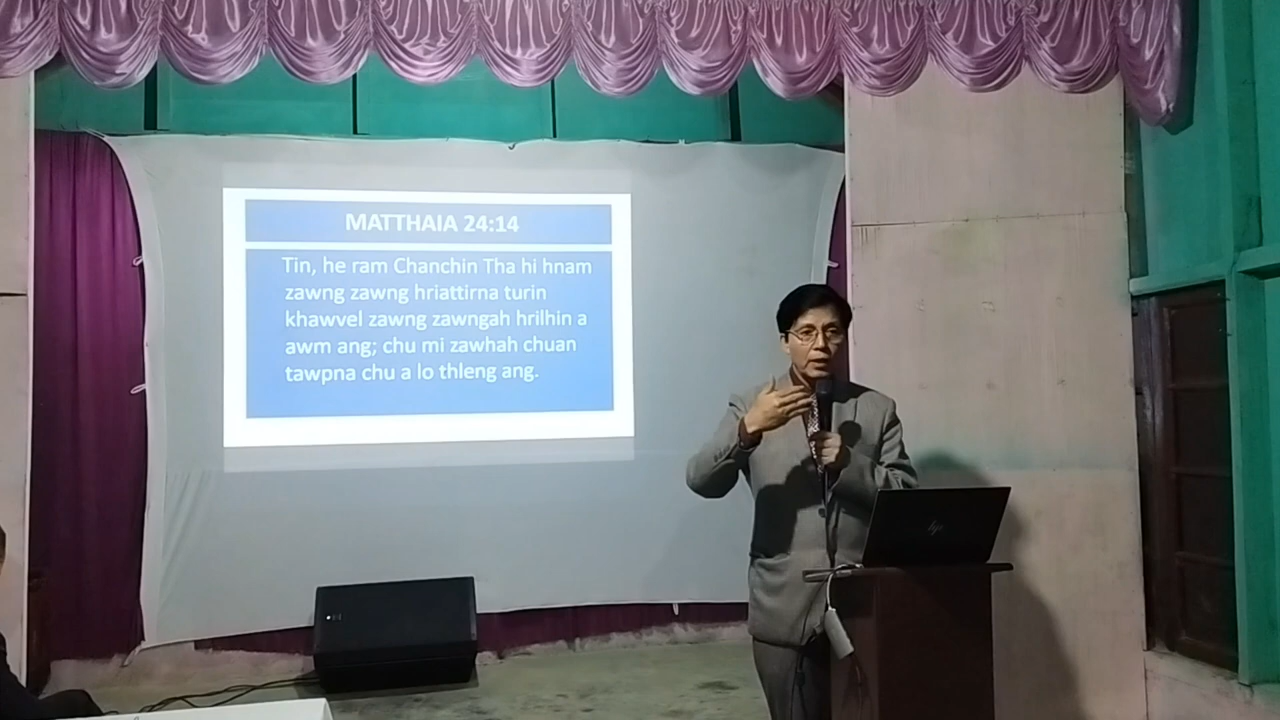 MATTHAIA 24:14
Tin, he ram Chanchin Tha hi hnam
zawng zawng hriattirna turin
khawvel zawng zawngah hrilhin a
awm ang; chu mi zawhah chuan
tawpna chu a lo thleng ang.
hp